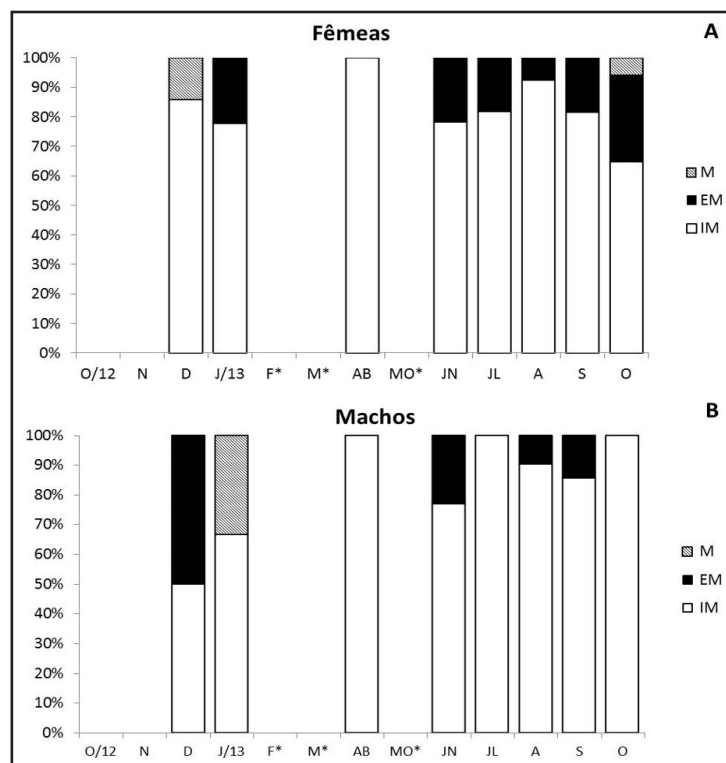 Fêmeas
A
100%
90%
80%
70%
60%
50%
40%
30%
20%
10%
0%
O/12 N D J/13 F* M* AB MO* JN JL A S O
M
EM
IM
Machos
B
100%
90%
80%
70%
60%
50%
40%
30%
20%
10%
0%
O/12 N D J/13 F* M* AB MO* JN JL A S O
M
EM
IM